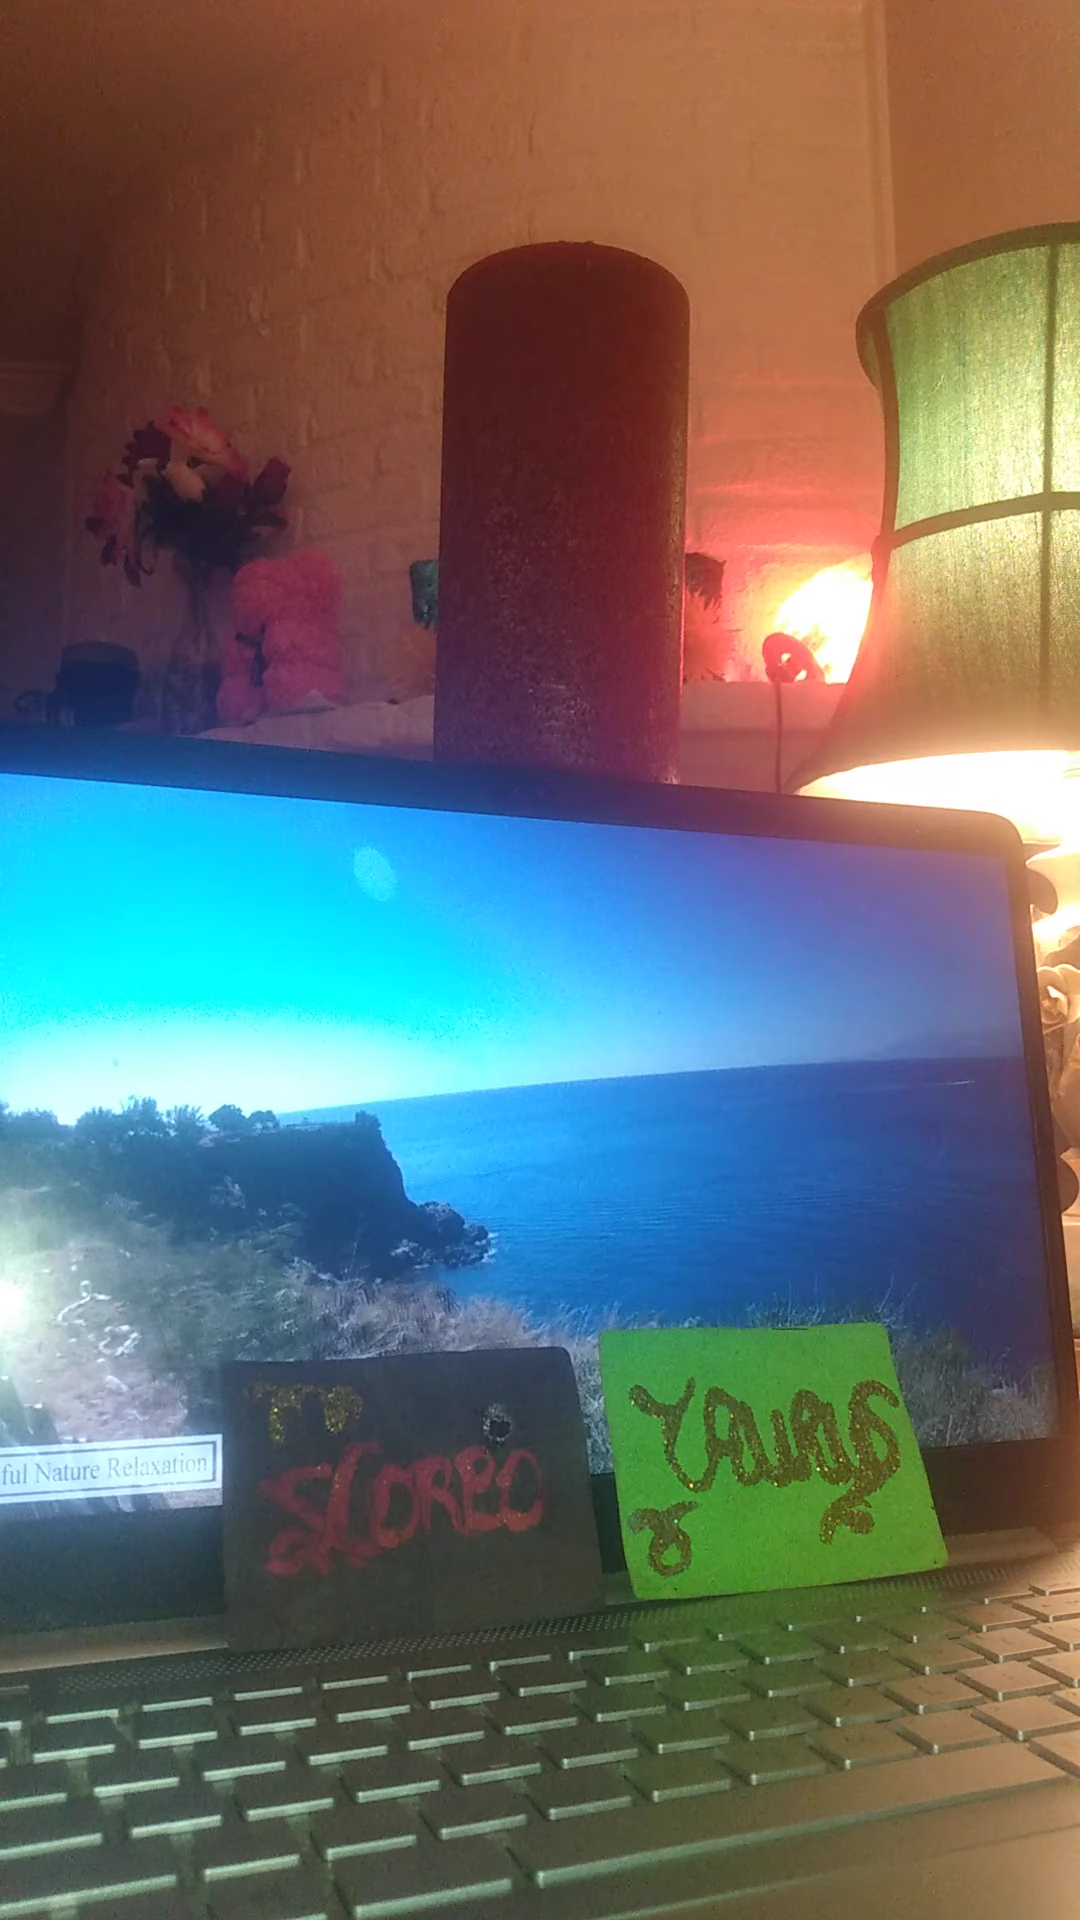 ful Nature Relaxation
♏
SCORPIO
Taurus
♉